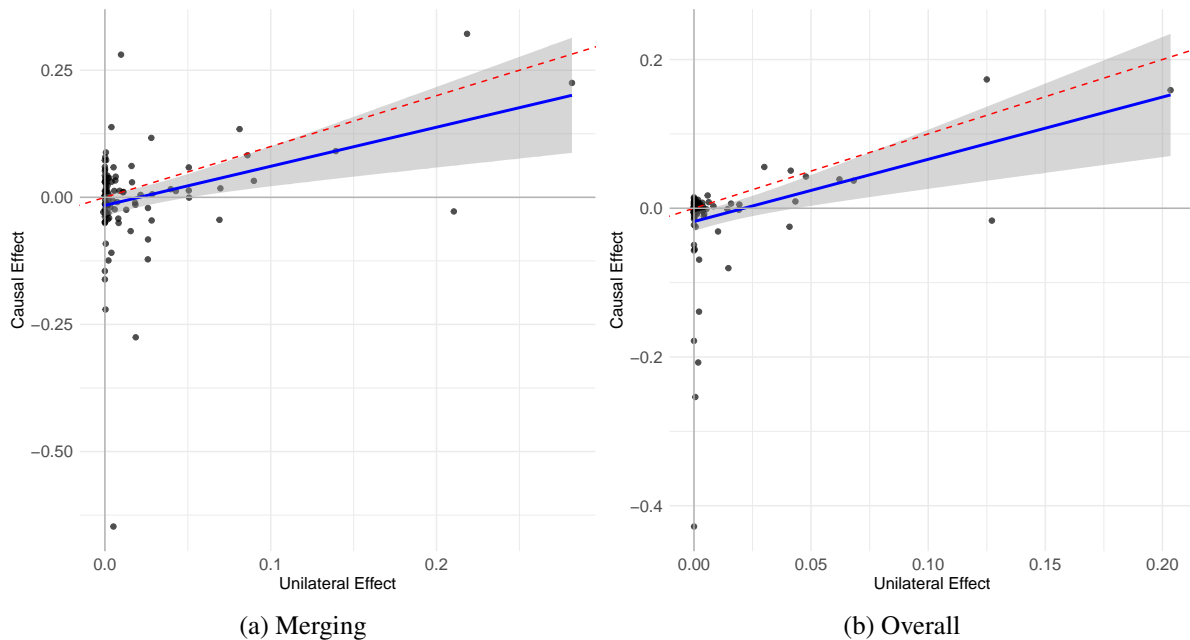 0.25
0.00
−0.25
−0.50
Causal Effect
0.0
0.1
0.2
Unilateral Effect
(a) Merging
0.2
0.0
−0.2
−0.4
Causal Effect
0.00
0.05
0.10
0.15
0.20
Unilateral Effect
(b) Overall